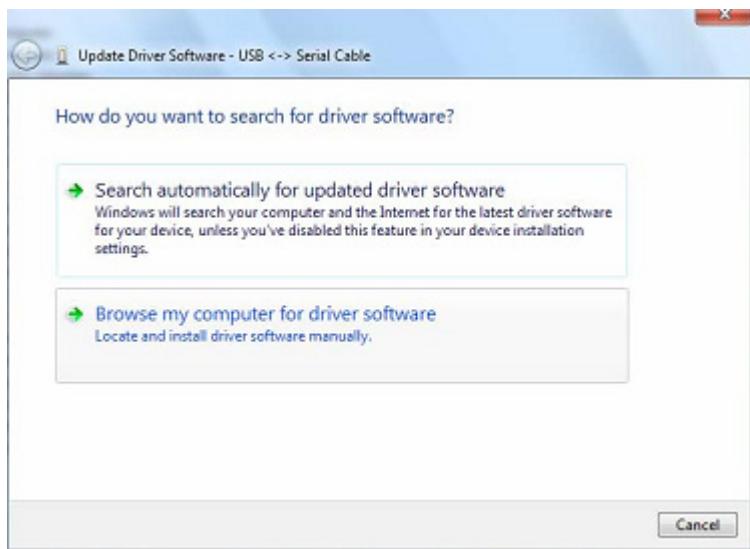 Update Driver Software - USB <-> Serial Cable
How do you want to search for driver software?
Search automatically for updated driver software
Windows will search your computer and the Internet for the latest driver software
for your device, unless you've disabled this feature in your device installation
settings.
Browse my computer for driver software
Locate and install driver software manually.
Cancel